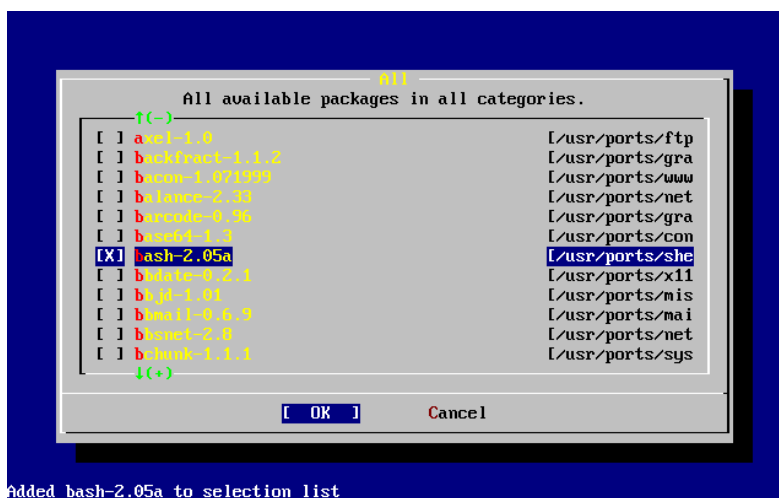 All
All available packages in all categories.
↑(-)
[ ] axel-1.0 [/usr/ports/ftp
[ ] backfract-1.1.2 [/usr/ports/gra
[ ] bacon-1.071999 [/usr/ports/www
[ ] balance-2.33 [/usr/ports/net
[ ] barcode-0.96 [/usr/ports/gra
[ ] base64-1.3 [/usr/ports/con
[X] bash-2.05a [/usr/ports/she
[ ] bbdate-0.2.1 [/usr/ports/x11
[ ] bbjd-1.01 [/usr/ports/mis
[ ] bbmail-0.6.9 [/usr/ports/mai
[ ] bbsnet-2.8 [/usr/ports/net
[ ] bchunk-1.1.1 [/usr/ports/sys
↓(+)
[ OK ] Cancel
Added bash-2.05a to selection list